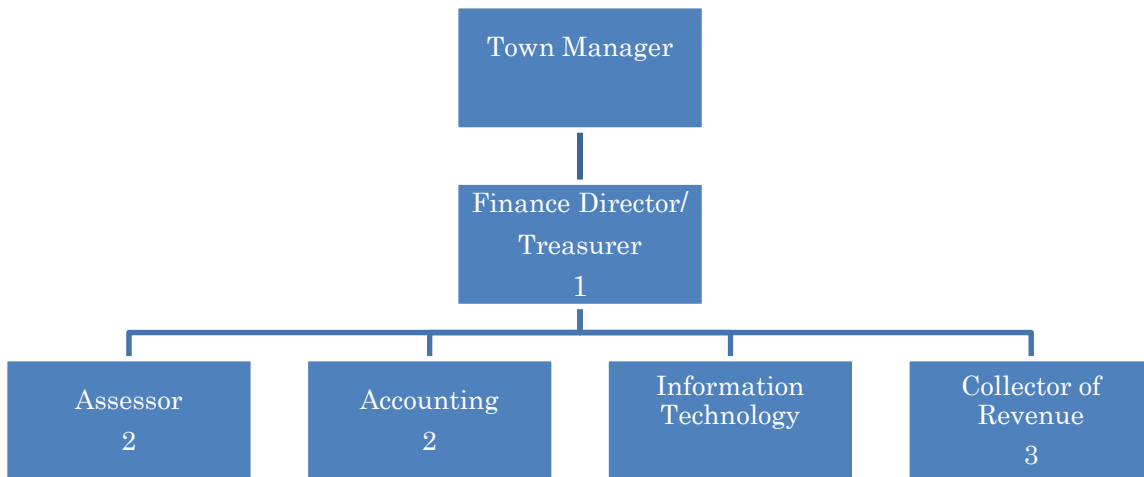 Town Manager
Finance Director/
Treasurer
1
Assessor
2
Accounting
2
Information
Technology
Collector of
Revenue
3